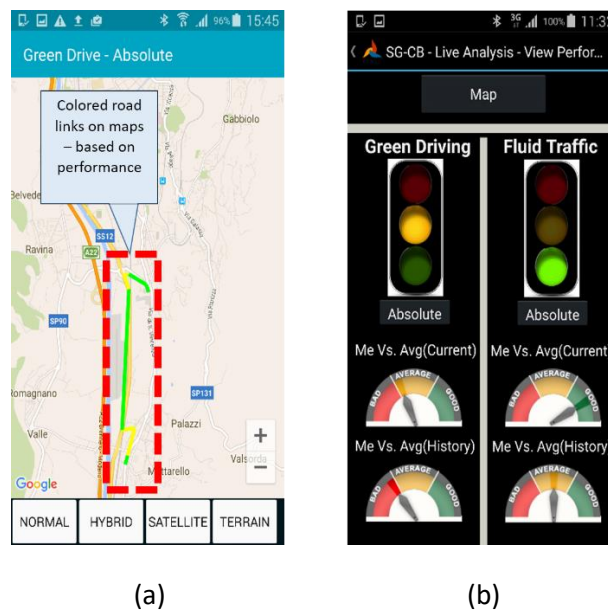 96% 15:45
Green Drive - Absolute
Colored road
links on maps
– based on
performance
Gabbiolo
Belvede
SS12
Ravina
A22
SP90
SP131
Romagnano
Palazzi
Valle
Mattarello
Valsorda
+
−
Google
NORMAL HYBRID SATELLITE TERRAIN
(a)
3G 100% 11:32
SG-CB - Live Analysis - View Perfor...
Map
Green Driving Fluid Traffic
Absolute Absolute
Me Vs. Avg(Current) Me Vs. Avg(Current
BAD AVERAGE GOOD BAD AVERAGE GOOD
Me Vs. Avg(History) Me Vs. Avg(History
BAD AVERAGE GOOD BAD AVERAGE GOOD
(b)